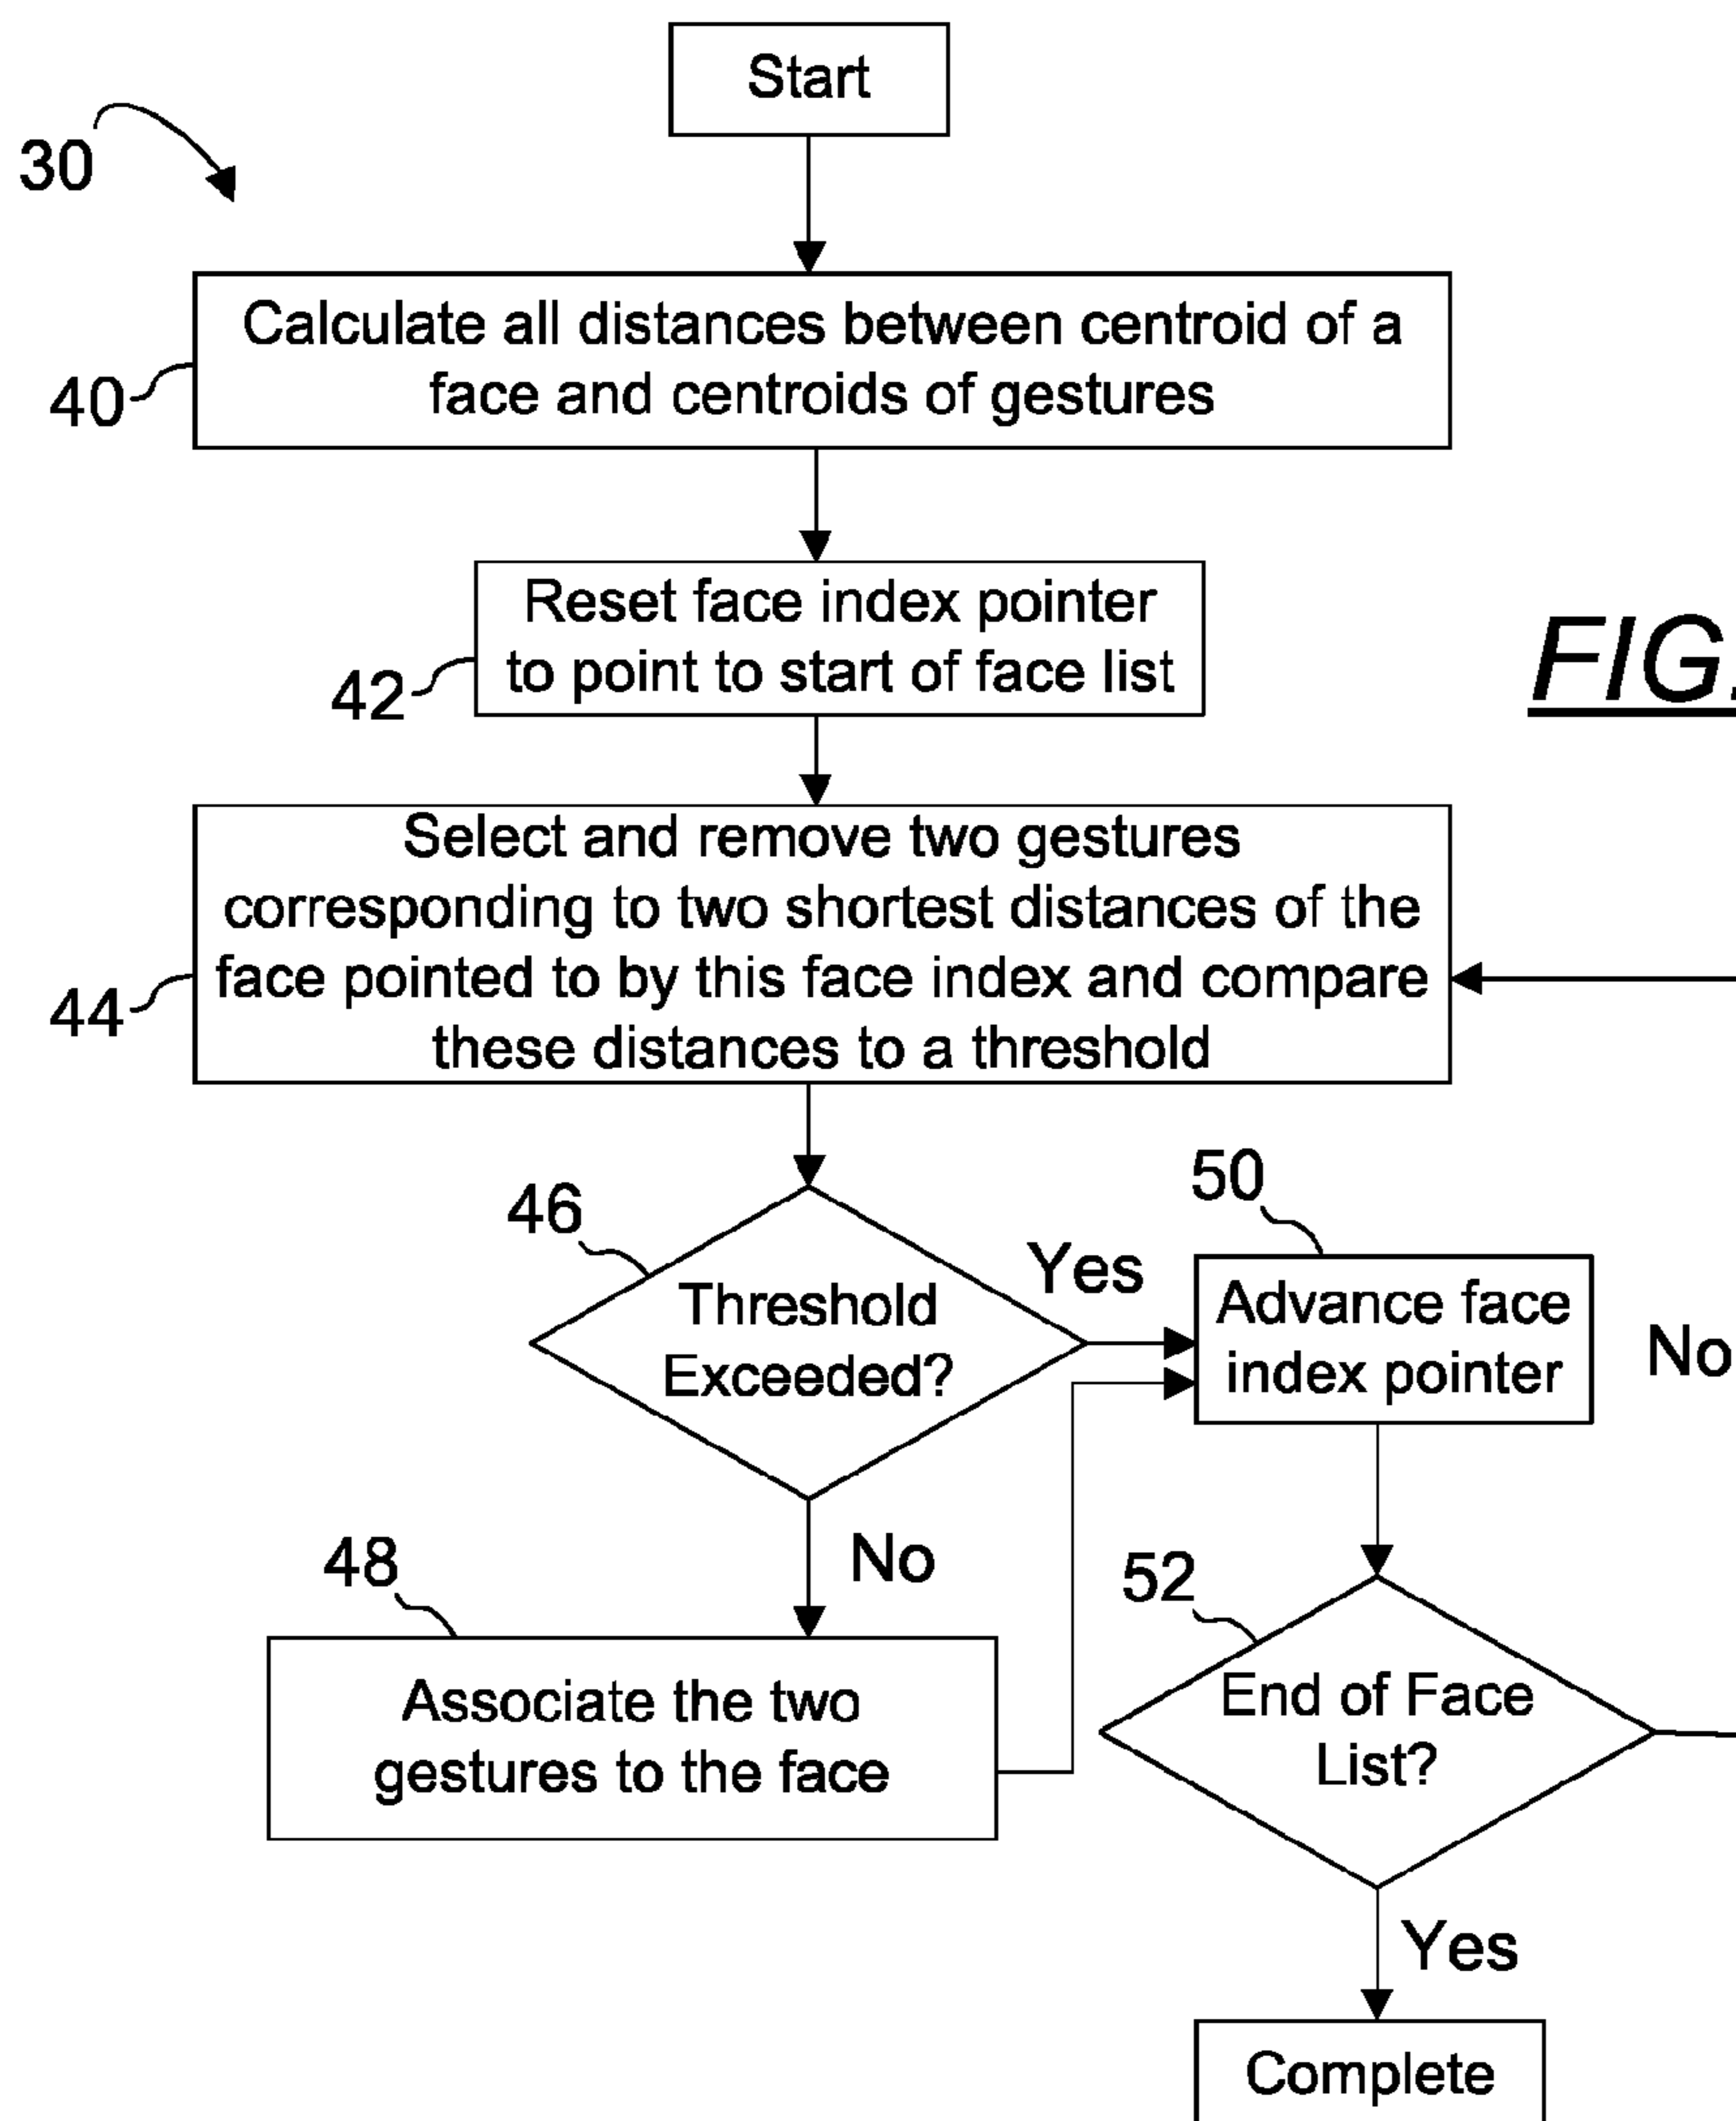 Start
30
Calculate all distances between centroid of a
face and centroids of gestures
40
Reset face index pointer
to point to start of face list
42
FIG.
Select and remove two gestures
corresponding to two shortest distances of the
face pointed to by this face index and compare
these distances to a threshold
44
46
Threshold
Exceeded?
Yes
50
Advance face
index pointer
No
No
48
Associate the two
gestures to the face
52
End of Face
List?
Yes
Complete